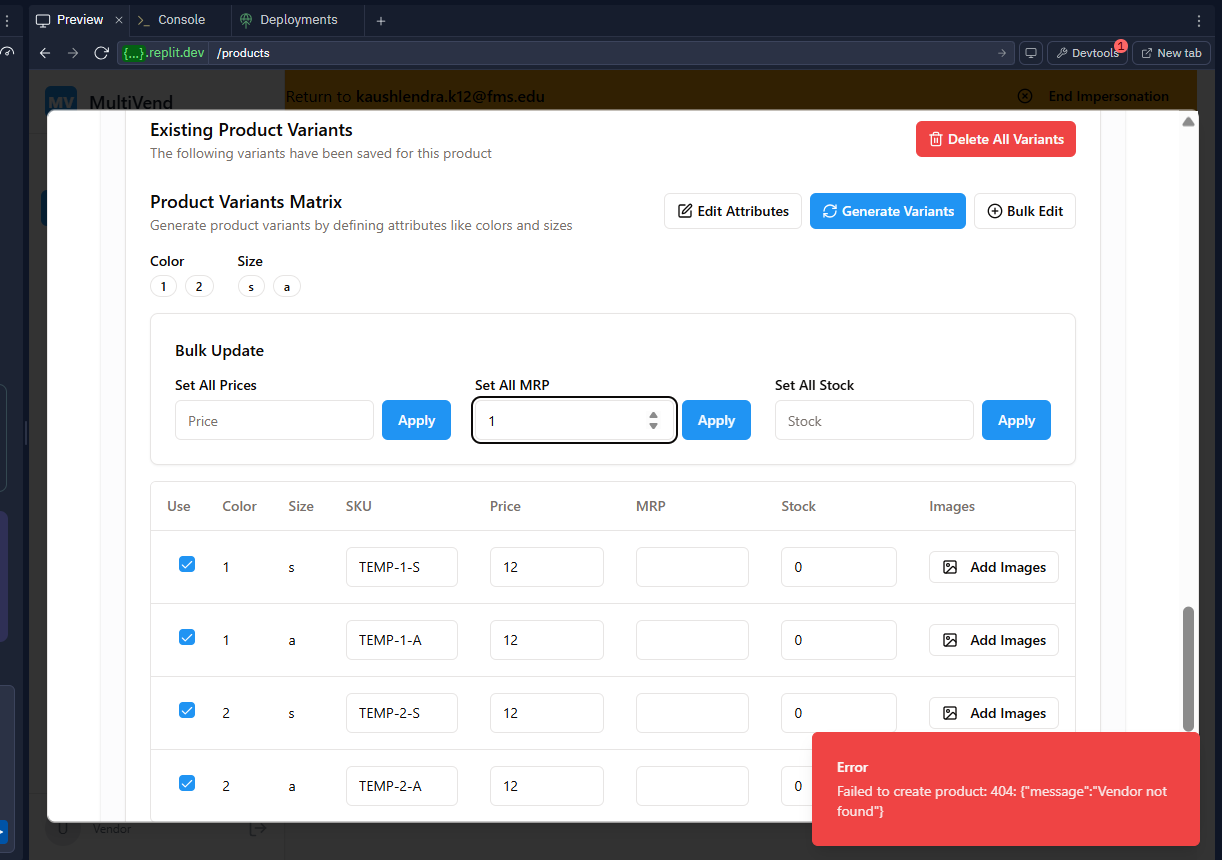 Preview
Console
Deployments
{...}.replit.dev /products
Devtools 1
New tab
MV MultiVend
Return to kaushlendra.k12@fms.edu
End Impersonation
Existing Product Variants
The following variants have been saved for this product
Delete All Variants
Product Variants Matrix
Generate product variants by defining attributes like colors and sizes
Edit Attributes
Generate Variants
Bulk Edit
Color Size
1 2 s a
Bulk Update
Set All Prices Set All MRP Set All Stock
Price Apply 1 Apply Stock Apply
Use Color Size SKU Price MRP Stock Images
1 s TEMP-1-S 12 0 Add Images
1 a TEMP-1-A 12 0 Add Images
2 s TEMP-2-S 12 0 Add Images
2 a TEMP-2-A 12 0
Error
Failed to create product: 404: {"message":"Vendor not
found"}
U Vendor